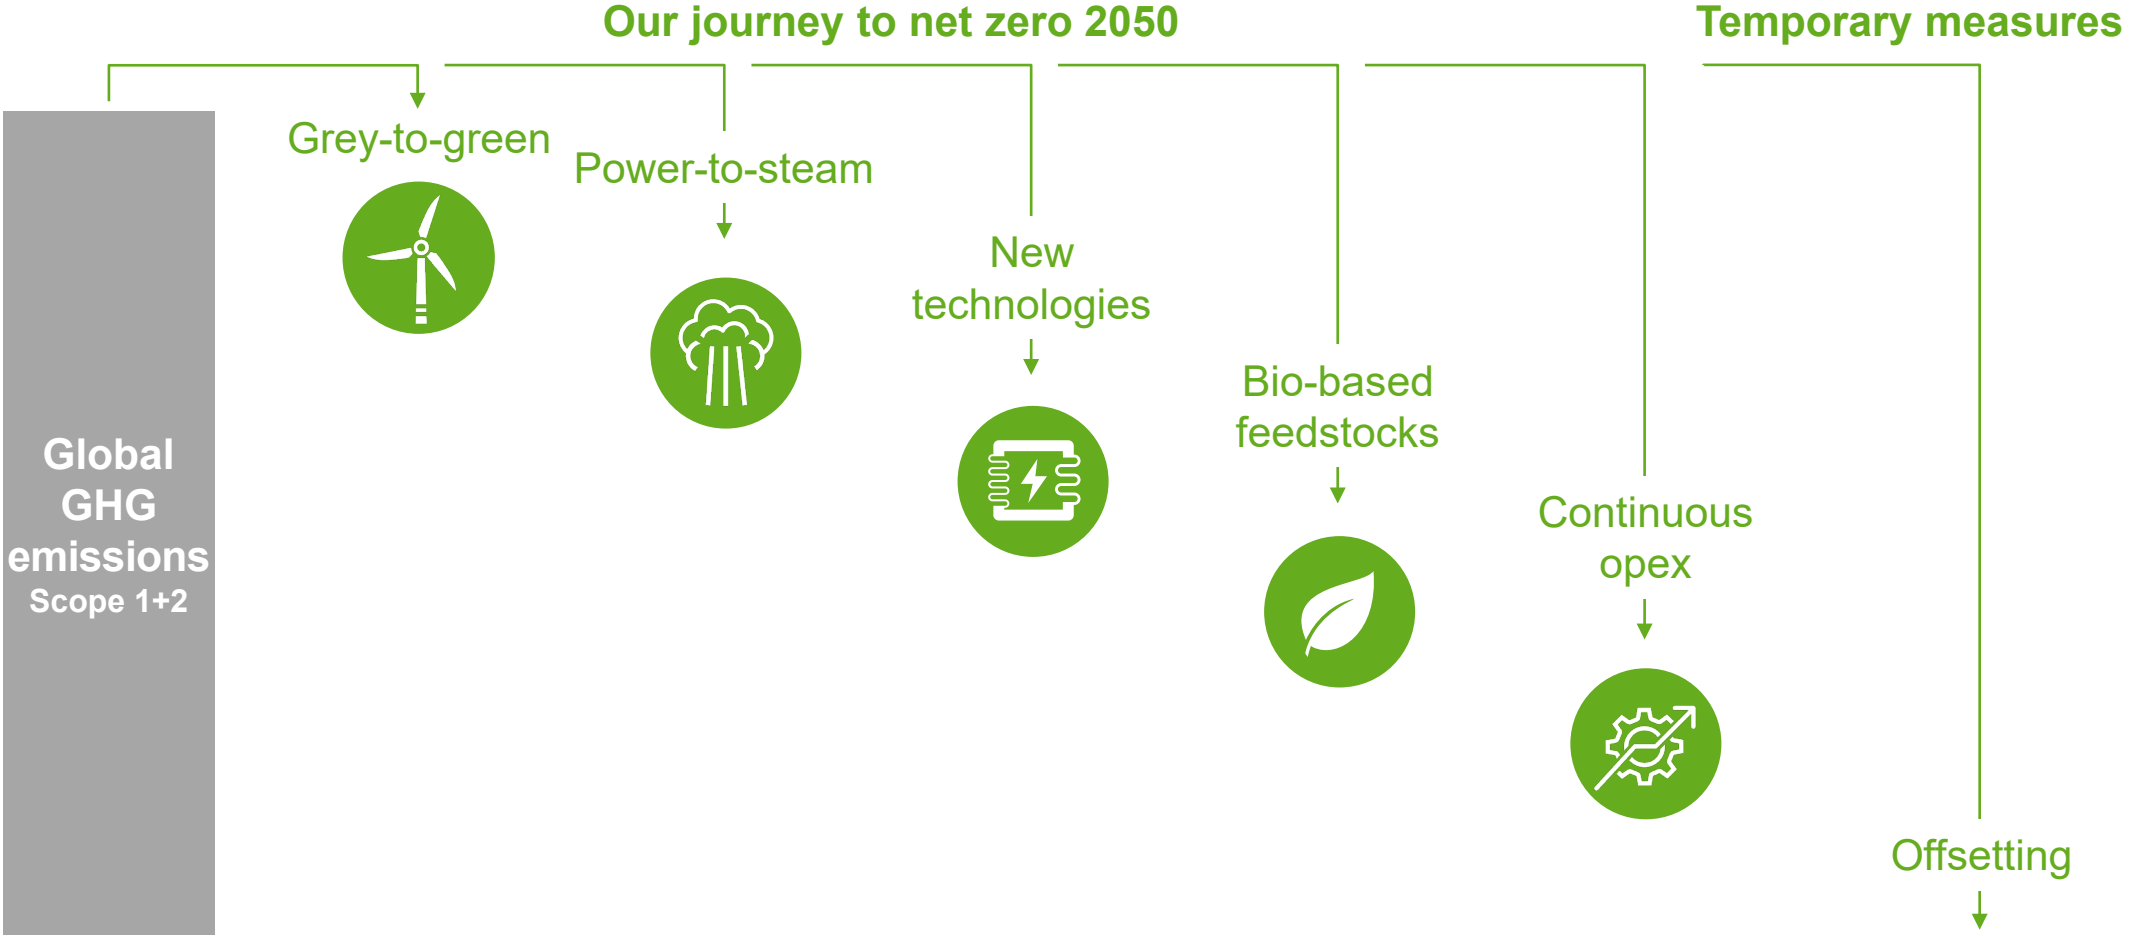 Our journey to net zero 2050
Temporary measures
Global
GHG
emissions
Scope 1+2
Grey-to-green
Power-to-steam
New
technologies
Bio-based
feedstocks
Continuous
opex
Offsetting